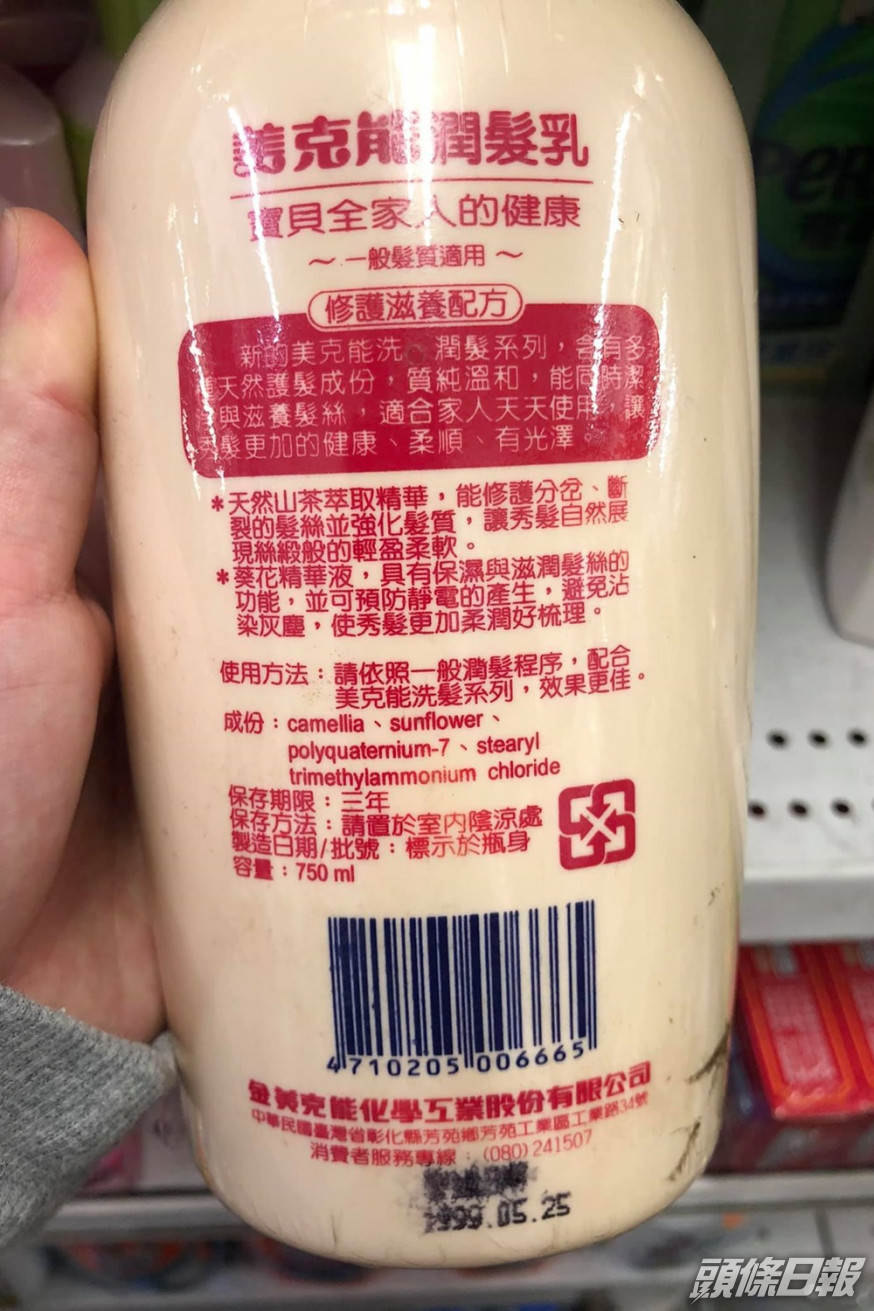 美克能潤髮乳
寶貝全家人的健康
～一般髮質適用～
修護滋養配方
新的美克能洗、潤髮系列，含有多
種天然護髮成份，質純溫和，能同時潔
淨與滋養髮絲，適合家人天天使用，讓
秀髮更加的健康、柔順、有光澤。
*天然山茶萃取精華，能修護分岔、斷
裂的髮絲並強化髮質，讓秀髮自然展
現絲緞般的輕盈柔軟。
*葵花精華液，具有保濕與滋潤髮絲的
功能，並可預防靜電的產生，避免沾
染灰塵，使秀髮更加柔潤好梳理。
使用方法：請依照一般潤髮程序，配合
美克能洗髮系列，效果更佳。
成份：camellia、sunflower、
polyquaternium-7、stearyl
trimethylammonium chloride
保存期限：三年
保存方法：請置於室內陰涼處
製造日期/批號：標示於瓶身
容量：750 ml
4710205006665
金美克能化學工業股份有限公司
中華民國臺灣省彰化縣芳苑鄉芳苑工業區工業路34號
消費者服務專線：(080)241507
1999.05.25
頭條日報